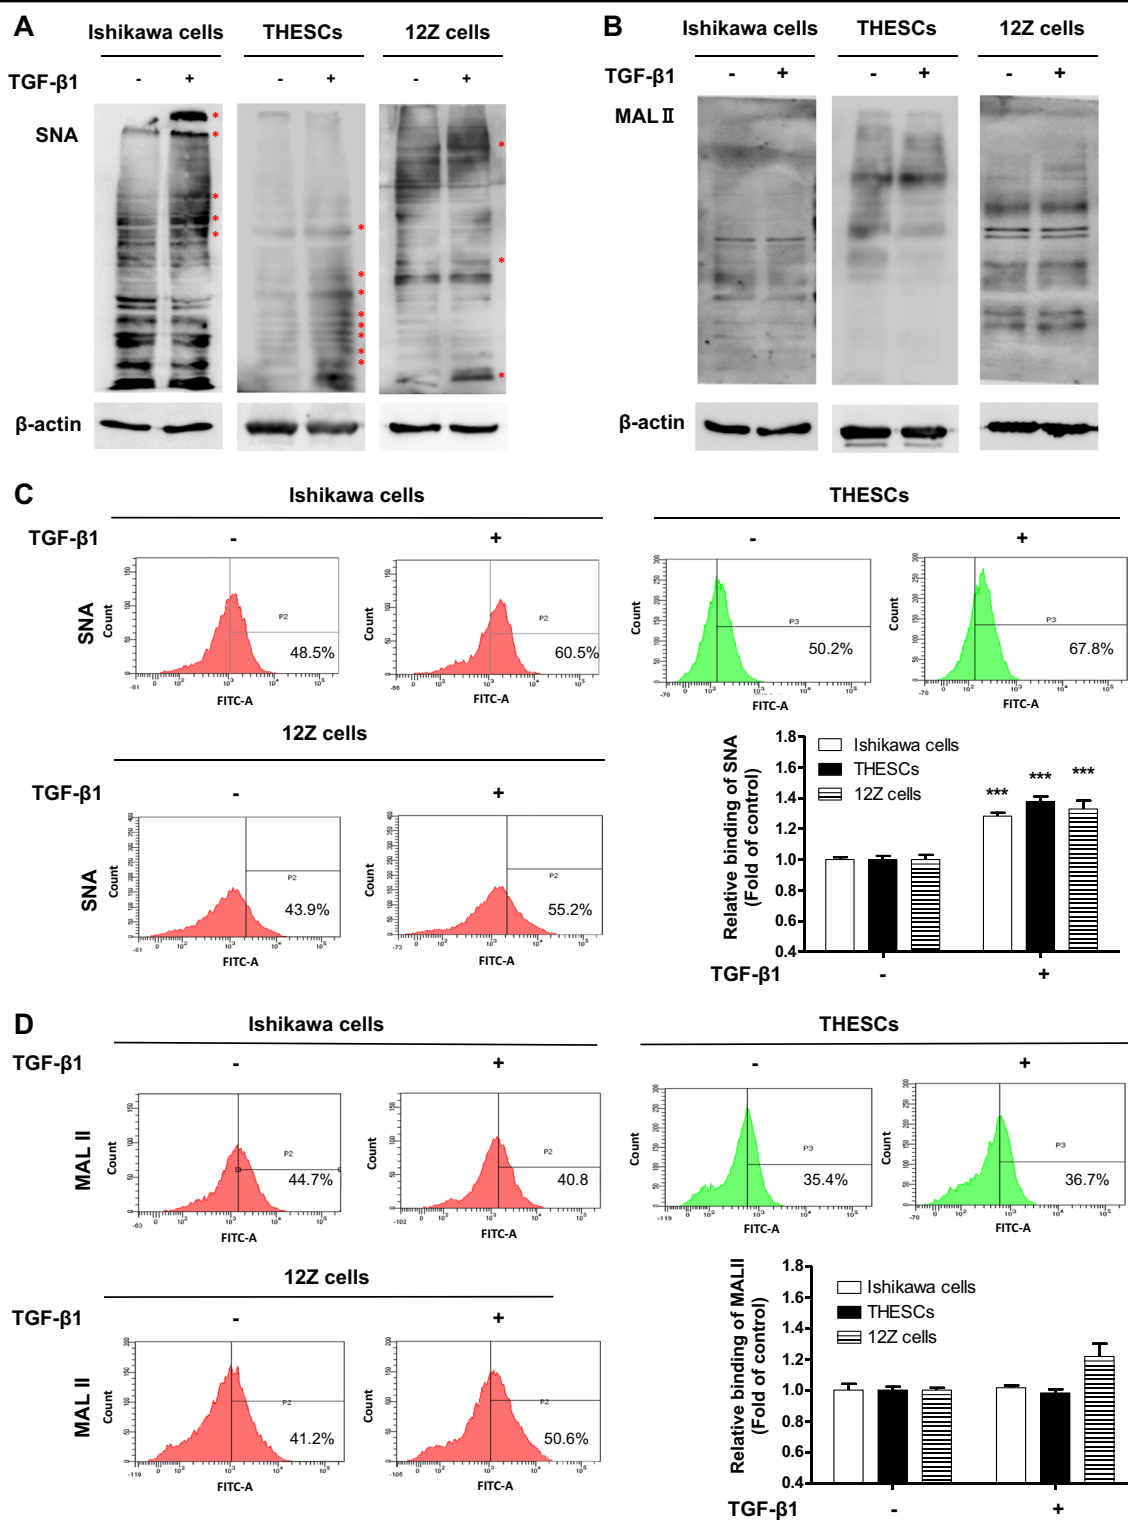 A
Ishikawa cells THESCs 12Z cells
TGF-β1 - + - + - +
SNA
* * * * *
* * * * * * * *
* * *
β-actin
B
Ishikawa cells THESCs 12Z cells
TGF-β1 - + - + - +
MAL Ⅱ
β-actin
C
Ishikawa cells
TGF-β1 - +
SNA
Count
P2
48.5%
FITC-A
Count
P2
60.5%
FITC-A
THESCs
- +
Count
P3
50.2%
FITC-A
Count
P3
67.8%
FITC-A
12Z cells
TGF-β1 - +
SNA
Count
P2
43.9%
FITC-A
Count
P2
55.2%
FITC-A
Relative binding of SNA
(Fold of control)
1.8
1.6
1.4
1.2
1.0
0.8
0.6
0.4
Ishikawa cells
THESCs
12Z cells
*** *** ***
TGF-β1 - +
D
Ishikawa cells
TGF-β1 - +
MAL II
Count
P2
44.7%
FITC-A
Count
P2
40.8
FITC-A
THESCs
- +
Count
P3
35.4%
FITC-A
Count
P3
36.7%
FITC-A
12Z cells
TGF-β1 - +
MAL II
Count
P2
41.2%
FITC-A
Count
P2
50.6%
FITC-A
Relative binding of MALII
(Fold of control)
1.8
1.6
1.4
1.2
1.0
0.8
0.6
0.4
Ishikawa cells
THESCs
12Z cells
TGF-β1 - +